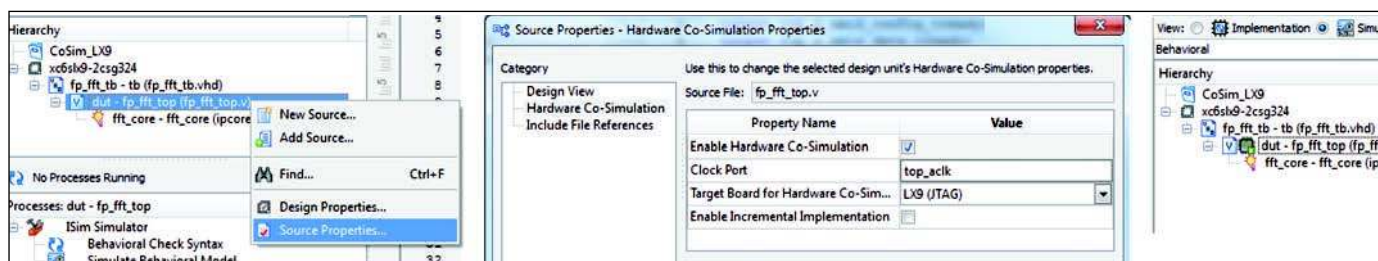 Hierarchy
CoSim_LX9
xc6slx9-2csg324
fp_fft_tb - tb (fp_fft_tb.vhd)
dut - fp_fft_top (fp_fft_top.v)
fft_core - fft_core (ipcore
No Processes Running
Processes: dut - fp_fft_top
ISim Simulator
Behavioral Check Syntax
Simulate Behavioral Model
4
5
6
7
8
9
32
New Source...
Add Source...
Find... Ctrl+F
Design Properties...
Source Properties...
Source Properties - Hardware Co-Simulation Properties
Category
Design View
Hardware Co-Simulation
Include File References
Use this to change the selected design unit's Hardware Co-Simulation properties.
Source File: fp_fft_top.v
Property Name Value
Enable Hardware Co-Simulation
Clock Port top_aclk
Target Board for Hardware Co-Sim... LX9 (JTAG)
Enable Incremental Implementation
View: Implementation Simu
Behavioral
Hierarchy
CoSim_LX9
xc6slx9-2csg324
fp_fft_tb - tb (fp_fft_tb.vhd)
dut - fp_fft_top (fp_ff
fft_core - fft_core (ip